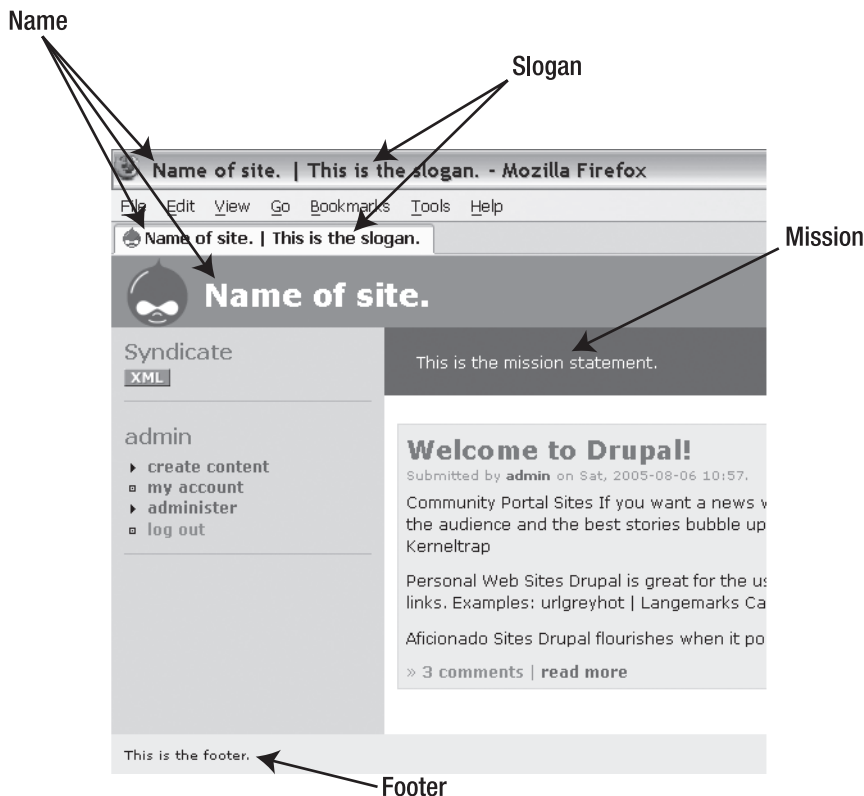 Name
Slogan
Name of site. | This is the slogan. - Mozilla Firefox
File Edit View Go Bookmarks Tools Help
Name of site. | This is the slogan.
Mission
Name of site.
Syndicate
XML
This is the mission statement.
admin
create content
my account
administer
log out
Welcome to Drupal!
Submitted by admin on Sat, 2005-08-06 10:57.
Community Portal Sites If you want a news w
the audience and the best stories bubble up
Kerneltrap
Personal Web Sites Drupal is great for the us
links. Examples: urlgreyhot | Langemarks Ca
Aficionado Sites Drupal flourishes when it po
» 3 comments | read more
This is the footer.
Footer